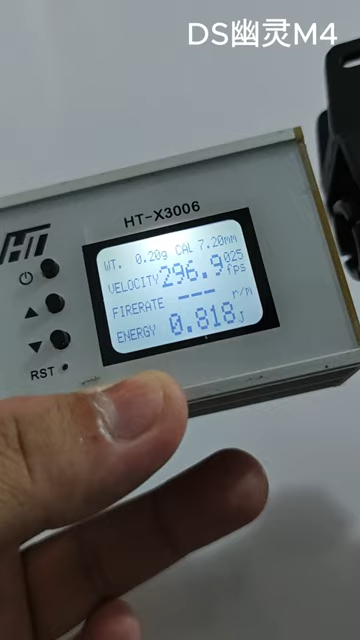 DS幽灵M4
HT
HT-X3006
WT. 0.20g CAL 7.20mm
VELOCITY 296.9 025 fps
FIRERATE --- r/m
ENERGY 0.818 J
RST